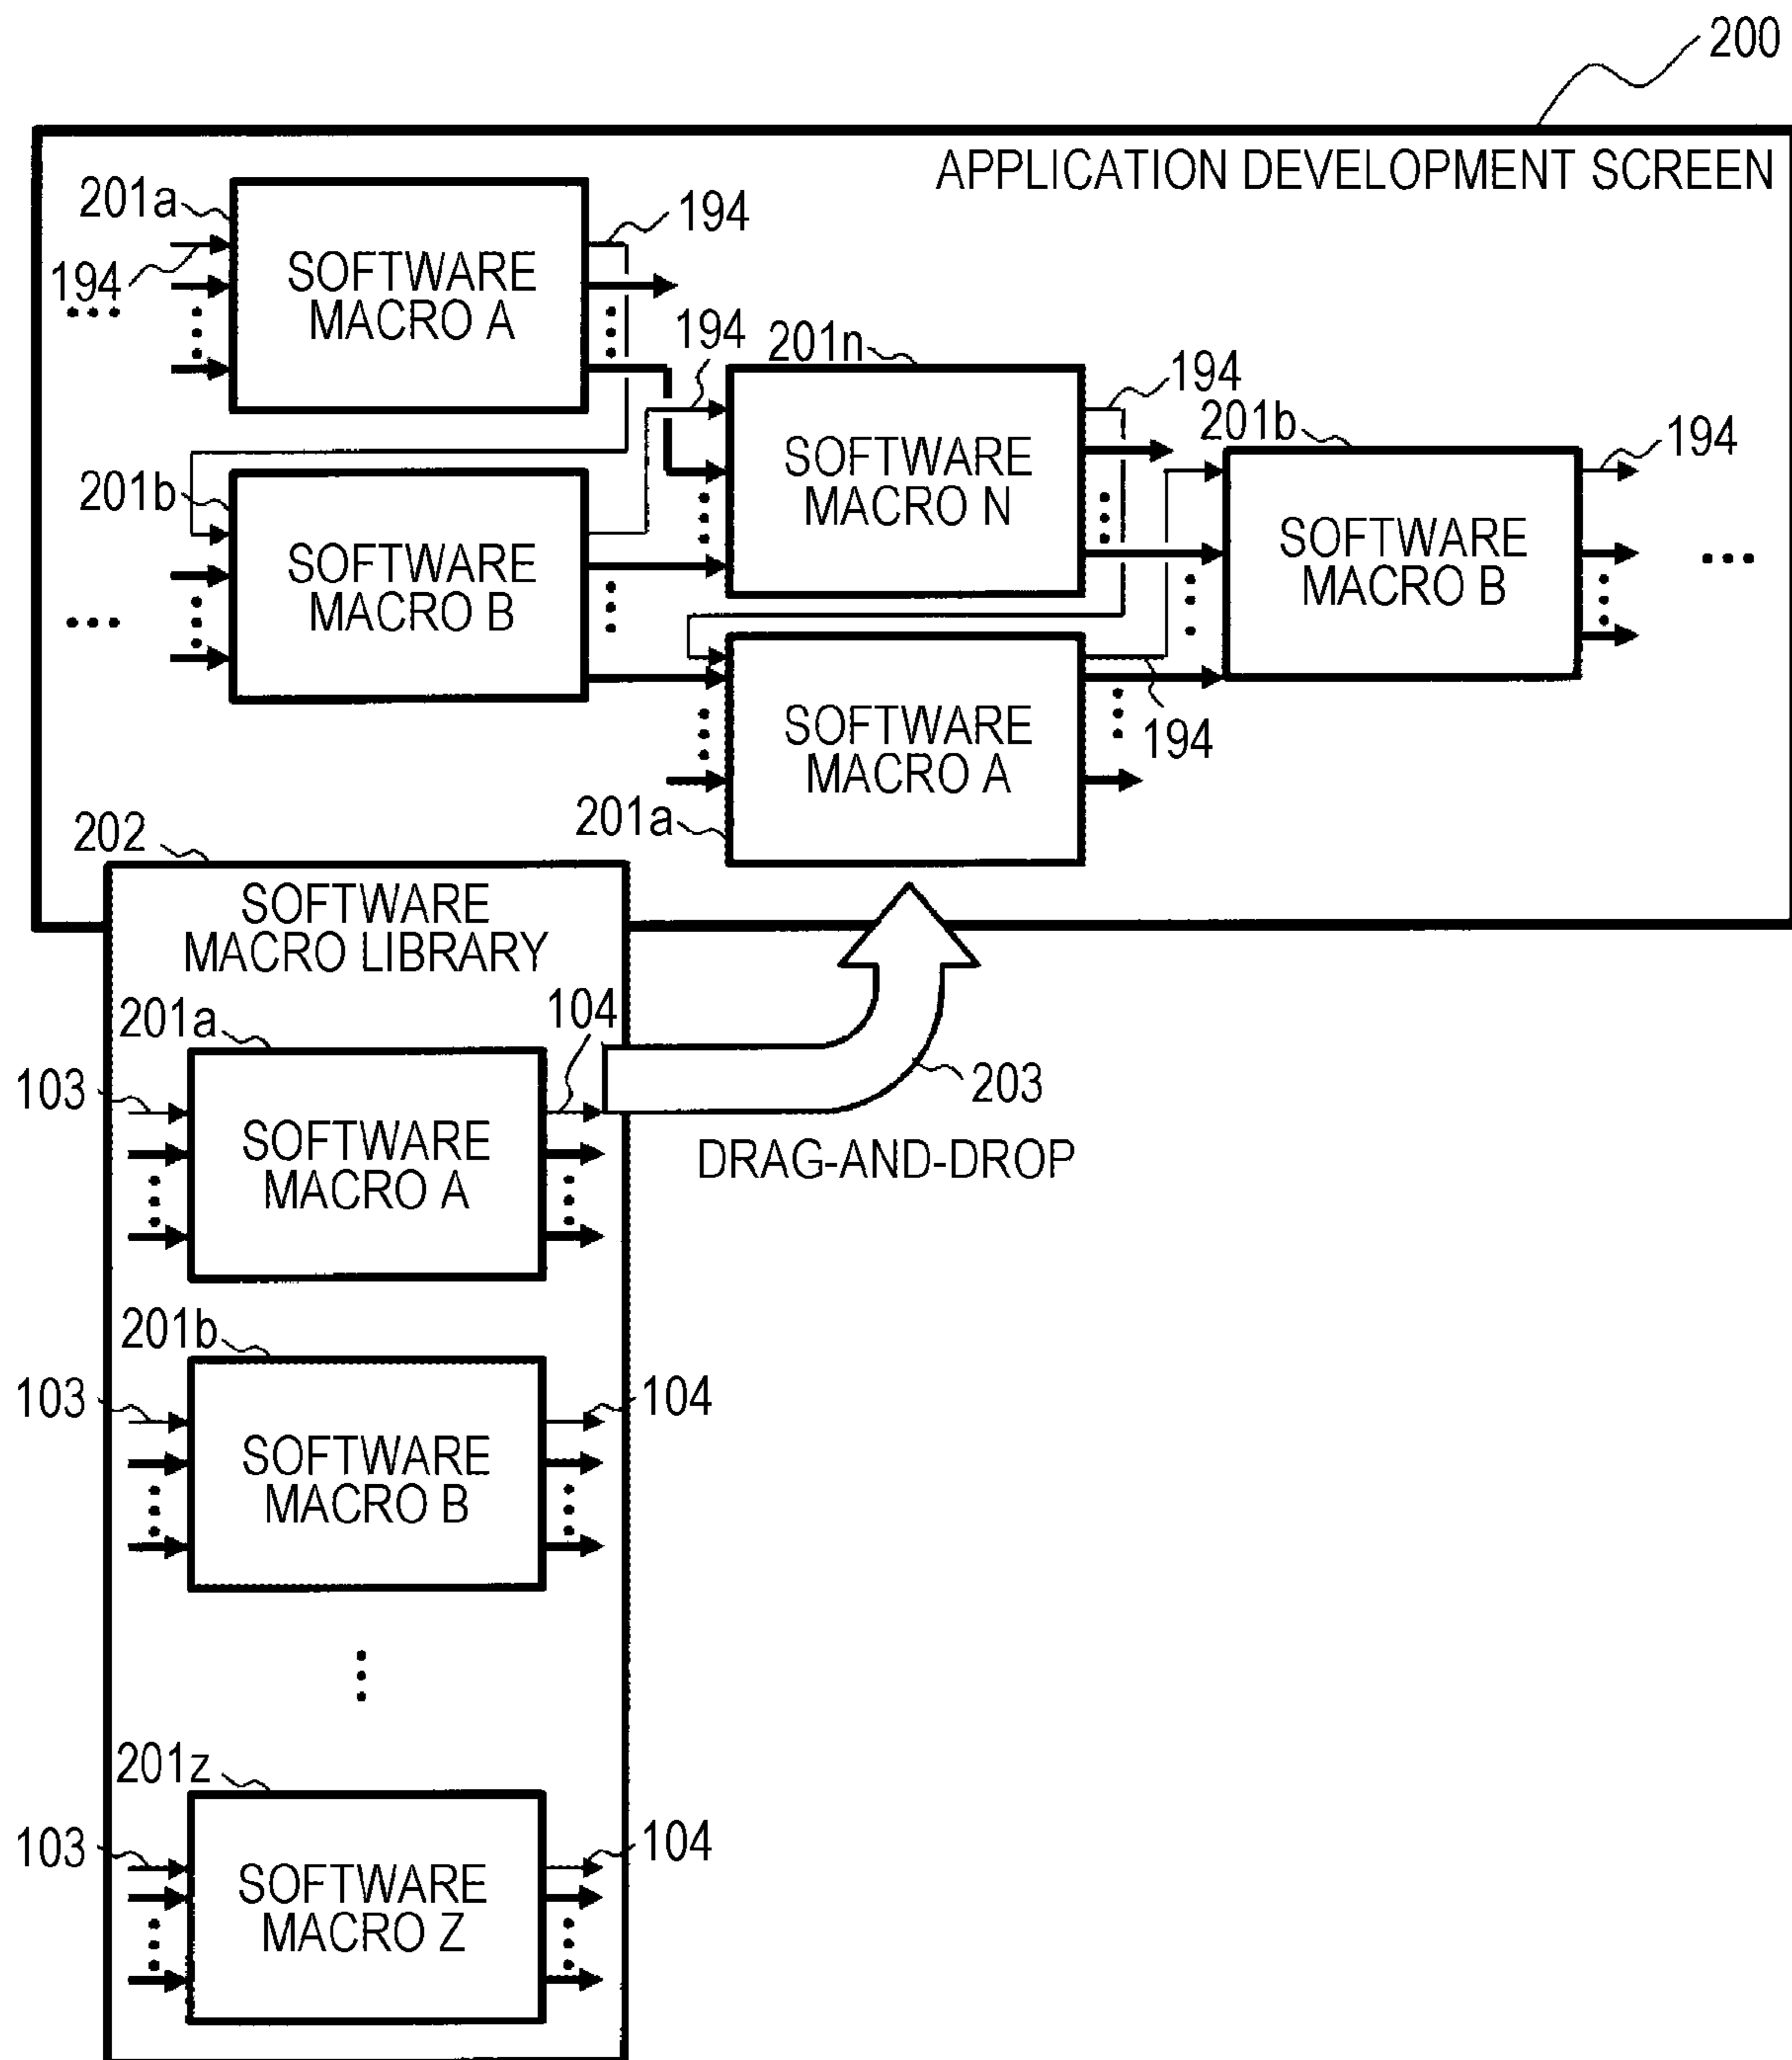 200
APPLICATION DEVELOPMENT SCREEN
201a
194
194
SOFTWARE
MACRO A
194
201n
194
201b
194
SOFTWARE
MACRO N
201b
SOFTWARE
MACRO B
SOFTWARE
MACRO B
SOFTWARE
MACRO A
194
201a
202
SOFTWARE
MACRO LIBRARY
201a
104
103
203
SOFTWARE
MACRO A
DRAG-AND-DROP
201b
103
104
SOFTWARE
MACRO B
201z
103
104
SOFTWARE
MACRO Z